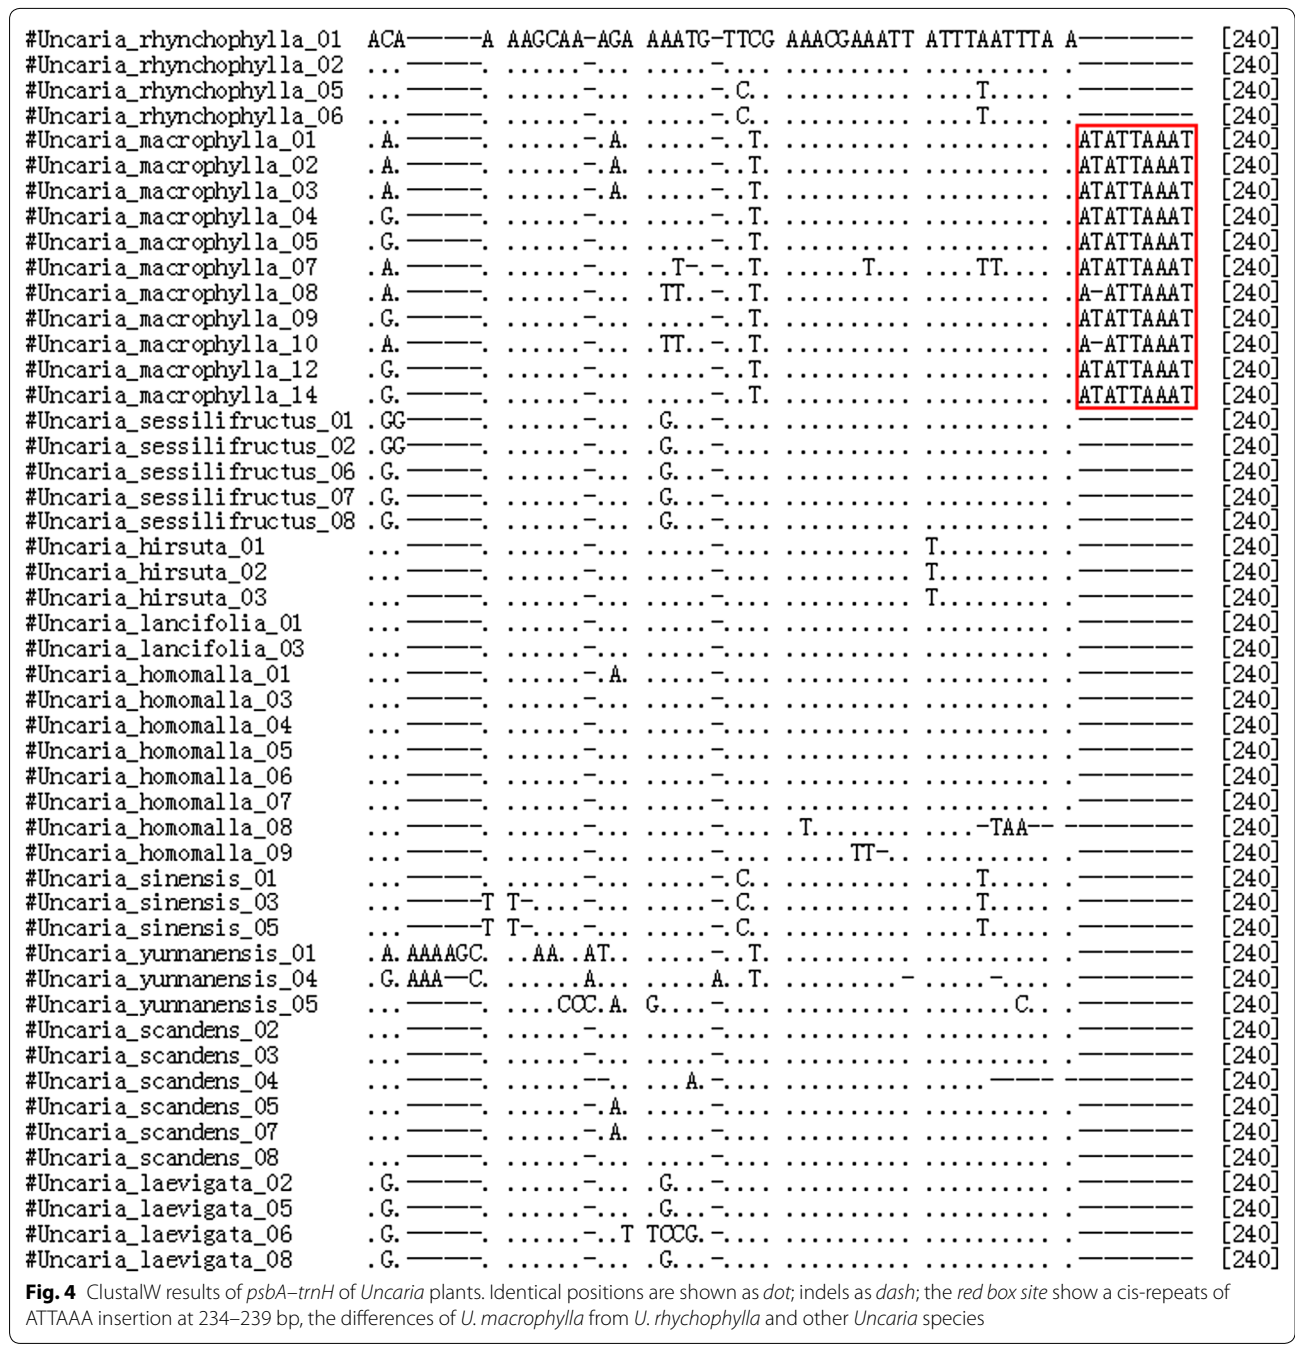 #Uncaria_rhynchophylla_01 ACA------A AAGCAA-AGA AAATG-TTCG AAACGAAATT ATTTAATTTA A--------- [240]
#Uncaria_rhynchophylla_02 ...------. ......-... .....-.... .......... .......... .--------- [240]
#Uncaria_rhynchophylla_05 ...------. ......-... .....-.C.. .......... ....T..... .--------- [240]
#Uncaria_rhynchophylla_06 ...------. ......-... .....-.C.. .......... ....T..... .--------- [240]
#Uncaria_macrophylla_01 .A.------. ......-.A. .....-..T. .......... .......... .ATATTAAAT [240]
#Uncaria_macrophylla_02 .A.------. ......-.A. .....-..T. .......... .......... .ATATTAAAT [240]
#Uncaria_macrophylla_03 .A.------. ......-.A. .....-..T. .......... .......... .ATATTAAAT [240]
#Uncaria_macrophylla_04 .G.------. ......-... .....-..T. .......... .......... .ATATTAAAT [240]
#Uncaria_macrophylla_05 .G.------. ......-... .....-..T. .......... .......... .ATATTAAAT [240]
#Uncaria_macrophylla_07 .A.------. ......-... ..T-.-..T. ......T... ....TT.... .ATATTAAAT [240]
#Uncaria_macrophylla_08 .A.------. ......-... .TT..-..T. .......... .......... .A-ATTAAAT [240]
#Uncaria_macrophylla_09 .G.------. ......-... .....-..T. .......... .......... .ATATTAAAT [240]
#Uncaria_macrophylla_10 .A.------. ......-... .TT..-..T. .......... .......... .A-ATTAAAT [240]
#Uncaria_macrophylla_12 .G.------. ......-... .....-..T. .......... .......... .ATATTAAAT [240]
#Uncaria_macrophylla_14 .G.------. ......-... .....-..T. .......... .......... .ATATTAAAT [240]
#Uncaria_sessilifructus_01 .GG------. ......-... .G...-.... .......... .......... .--------- [240]
#Uncaria_sessilifructus_02 .GG------. ......-... .G...-.... .......... .......... .--------- [240]
#Uncaria_sessilifructus_06 .G.------. ......-... .G...-.... .......... .......... .--------- [240]
#Uncaria_sessilifructus_07 .G.------. ......-... .G...-.... .......... .......... .--------- [240]
#Uncaria_sessilifructus_08 .G.------. ......-... .G...-.... .......... .......... .--------- [240]
#Uncaria_hirsuta_01 ...------. ......-... .....-.... .......... T......... .--------- [240]
#Uncaria_hirsuta_02 ...------. ......-... .....-.... .......... T......... .--------- [240]
#Uncaria_hirsuta_03 ...------. ......-... .....-.... .......... T......... .--------- [240]
#Uncaria_lancifolia_01 ...------. ......-... .....-.... .......... .......... .--------- [240]
#Uncaria_lancifolia_03 ...------. ......-... .....-.... .......... .......... .--------- [240]
#Uncaria_homomalla_01 ...------. ......-.A. .....-.... .......... .......... .--------- [240]
#Uncaria_homomalla_03 ...------. ......-... .....-.... .......... .......... .--------- [240]
#Uncaria_homomalla_04 ...------. ......-... .....-.... .......... .......... .--------- [240]
#Uncaria_homomalla_05 ...------. ......-... .....-.... .......... .......... .--------- [240]
#Uncaria_homomalla_06 ...------. ......-... .....-.... .......... .......... .--------- [240]
#Uncaria_homomalla_07 ...------. ......-... .....-.... .......... .......... .--------- [240]
#Uncaria_homomalla_08 ...------. ......-... .....-.... .T........ ....-TAA-- ---------- [240]
#Uncaria_homomalla_09 ...------. ......-... .....-.... .....TT-.. .......... .--------- [240]
#Uncaria_sinensis_01 ...------. ......-... .....-.C.. .......... ....T..... .--------- [240]
#Uncaria_sinensis_03 ...------T T-....-... .....-.C.. .......... ....T..... .--------- [240]
#Uncaria_sinensis_05 ...------T T-....-... .....-.C.. .......... ....T..... .--------- [240]
#Uncaria_yunnanensis_01 .A.AAAAGC. ..AA..AT.. .....-..T. .......... .......... .--------- [240]
#Uncaria_yunnanensis_04 .G.AAA--C. ......A... .....A..T. .........- .....-.... .--------- [240]
#Uncaria_yunnanensis_05 ...------. ....CCC.A. G....-.... .......... .......C.. .--------- [240]
#Uncaria_scandens_02 ...------. ......-... .....-.... .......... .......... .--------- [240]
#Uncaria_scandens_03 ...------. ......-... .....-.... .......... .......... .--------- [240]
#Uncaria_scandens_04 ...------. ......--.. ...A.-.... .......... .....----- ---------- [240]
#Uncaria_scandens_05 ...------. ......-.A. .....-.... .......... .......... .--------- [240]
#Uncaria_scandens_07 ...------. ......-.A. .....-.... .......... .......... .--------- [240]
#Uncaria_scandens_08 ...------. ......-... .....-.... .......... .......... .--------- [240]
#Uncaria_laevigata_02 .G.------. ......-... .G...-.... .......... .......... .--------- [240]
#Uncaria_laevigata_05 .G.------. ......-... .G...-.... .......... .......... .--------- [240]
#Uncaria_laevigata_06 .G.------. ......-..T TCCG.-.... .......... .......... .--------- [240]
#Uncaria_laevigata_08 .G.------. ......-... .G...-.... .......... .......... .--------- [240]
Fig. 4 ClustalW results of psbA–trnH of Uncaria plants. Identical positions are shown as dot; indels as dash; the red box site show a cis-repeats of
ATTAAA insertion at 234–239 bp, the differences of U. macrophylla from U. rhychophylla and other Uncaria species